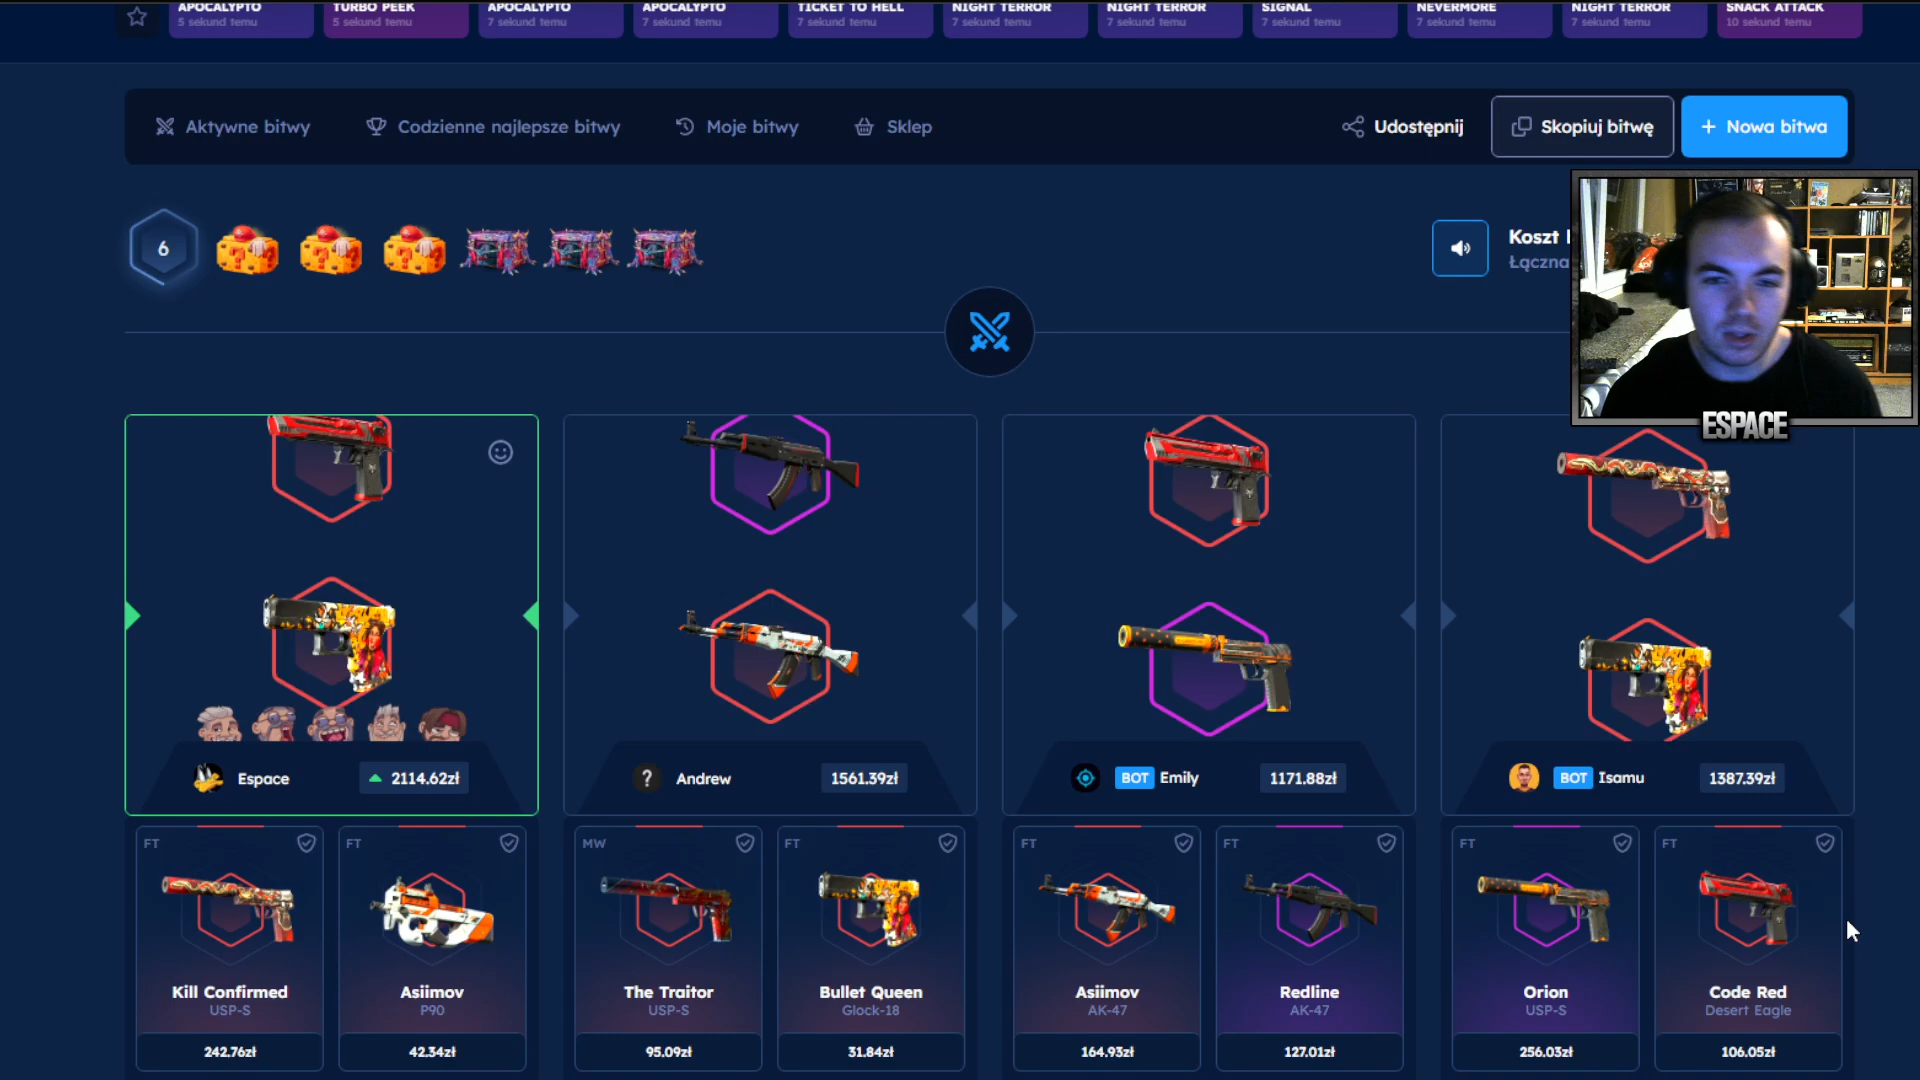 APOCALYPTO
5 sekund temu
TURBO PEEK
5 sekund temu
APOCALYPTO
7 sekund temu
APOCALYPTO
7 sekund temu
TICKET TO HELL
7 sekund temu
NIGHT TERROR
7 sekund temu
NIGHT TERROR
7 sekund temu
SIGNAL
7 sekund temu
NEVERMORE
7 sekund temu
NIGHT TERROR
7 sekund temu
SNACK ATTACK
10 sekund temu
Aktywne bitwy
Codzienne najlepsze bitwy
Moje bitwy
Sklep
Udostępnij
Skopiuj bitwę
+ Nowa bitwa
6
Koszt
Łączna
ESPACE
Espace
2114.62zł
? Andrew
1561.39zł
BOT Emily
1171.88zł
BOT Isamu
1387.39zł
FT
Kill Confirmed
USP-S
242.76zł
FT
Asiimov
P90
42.34zł
MW
The Traitor
USP-S
95.09zł
FT
Bullet Queen
Glock-18
31.84zł
FT
Asiimov
AK-47
164.93zł
FT
Redline
AK-47
127.01zł
FT
Orion
USP-S
256.03zł
FT
Code Red
Desert Eagle
106.05zł